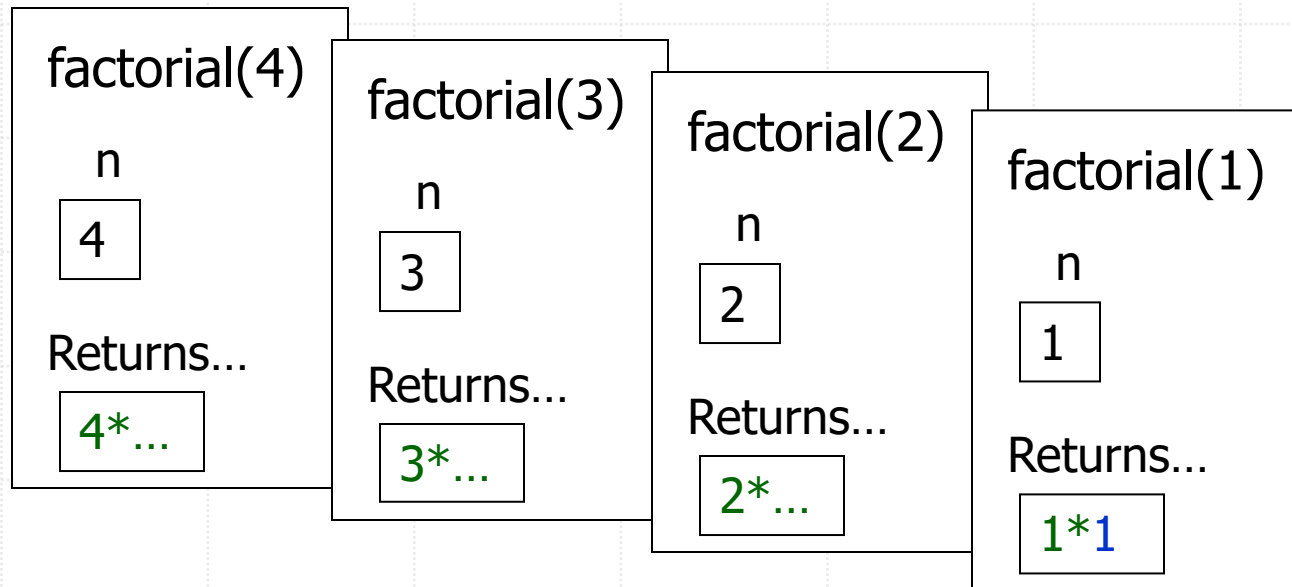 factorial(4)
n
4
Returns…
4*…
factorial(3)
n
3
Returns…
3*…
factorial(2)
n
2
Returns…
2*…
factorial(1)
n
1
Returns…
1*1